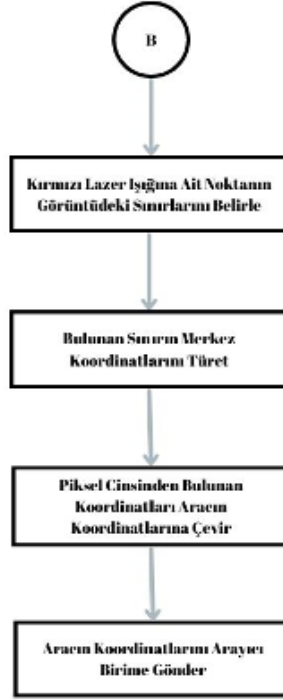 B
Kırmızı Lazer Işığına Ait Noktanın
Görüntüdeki Sınırlarını Belirle
Bulunan Sınırın Merkez
Koordinatlarını Türet
Piksel Cinsinden Bulunan
Koordinatları Aracın
Koordinatlarına Çevir
Aracın Koordinatlarını Arayıcı
Birime Gönder